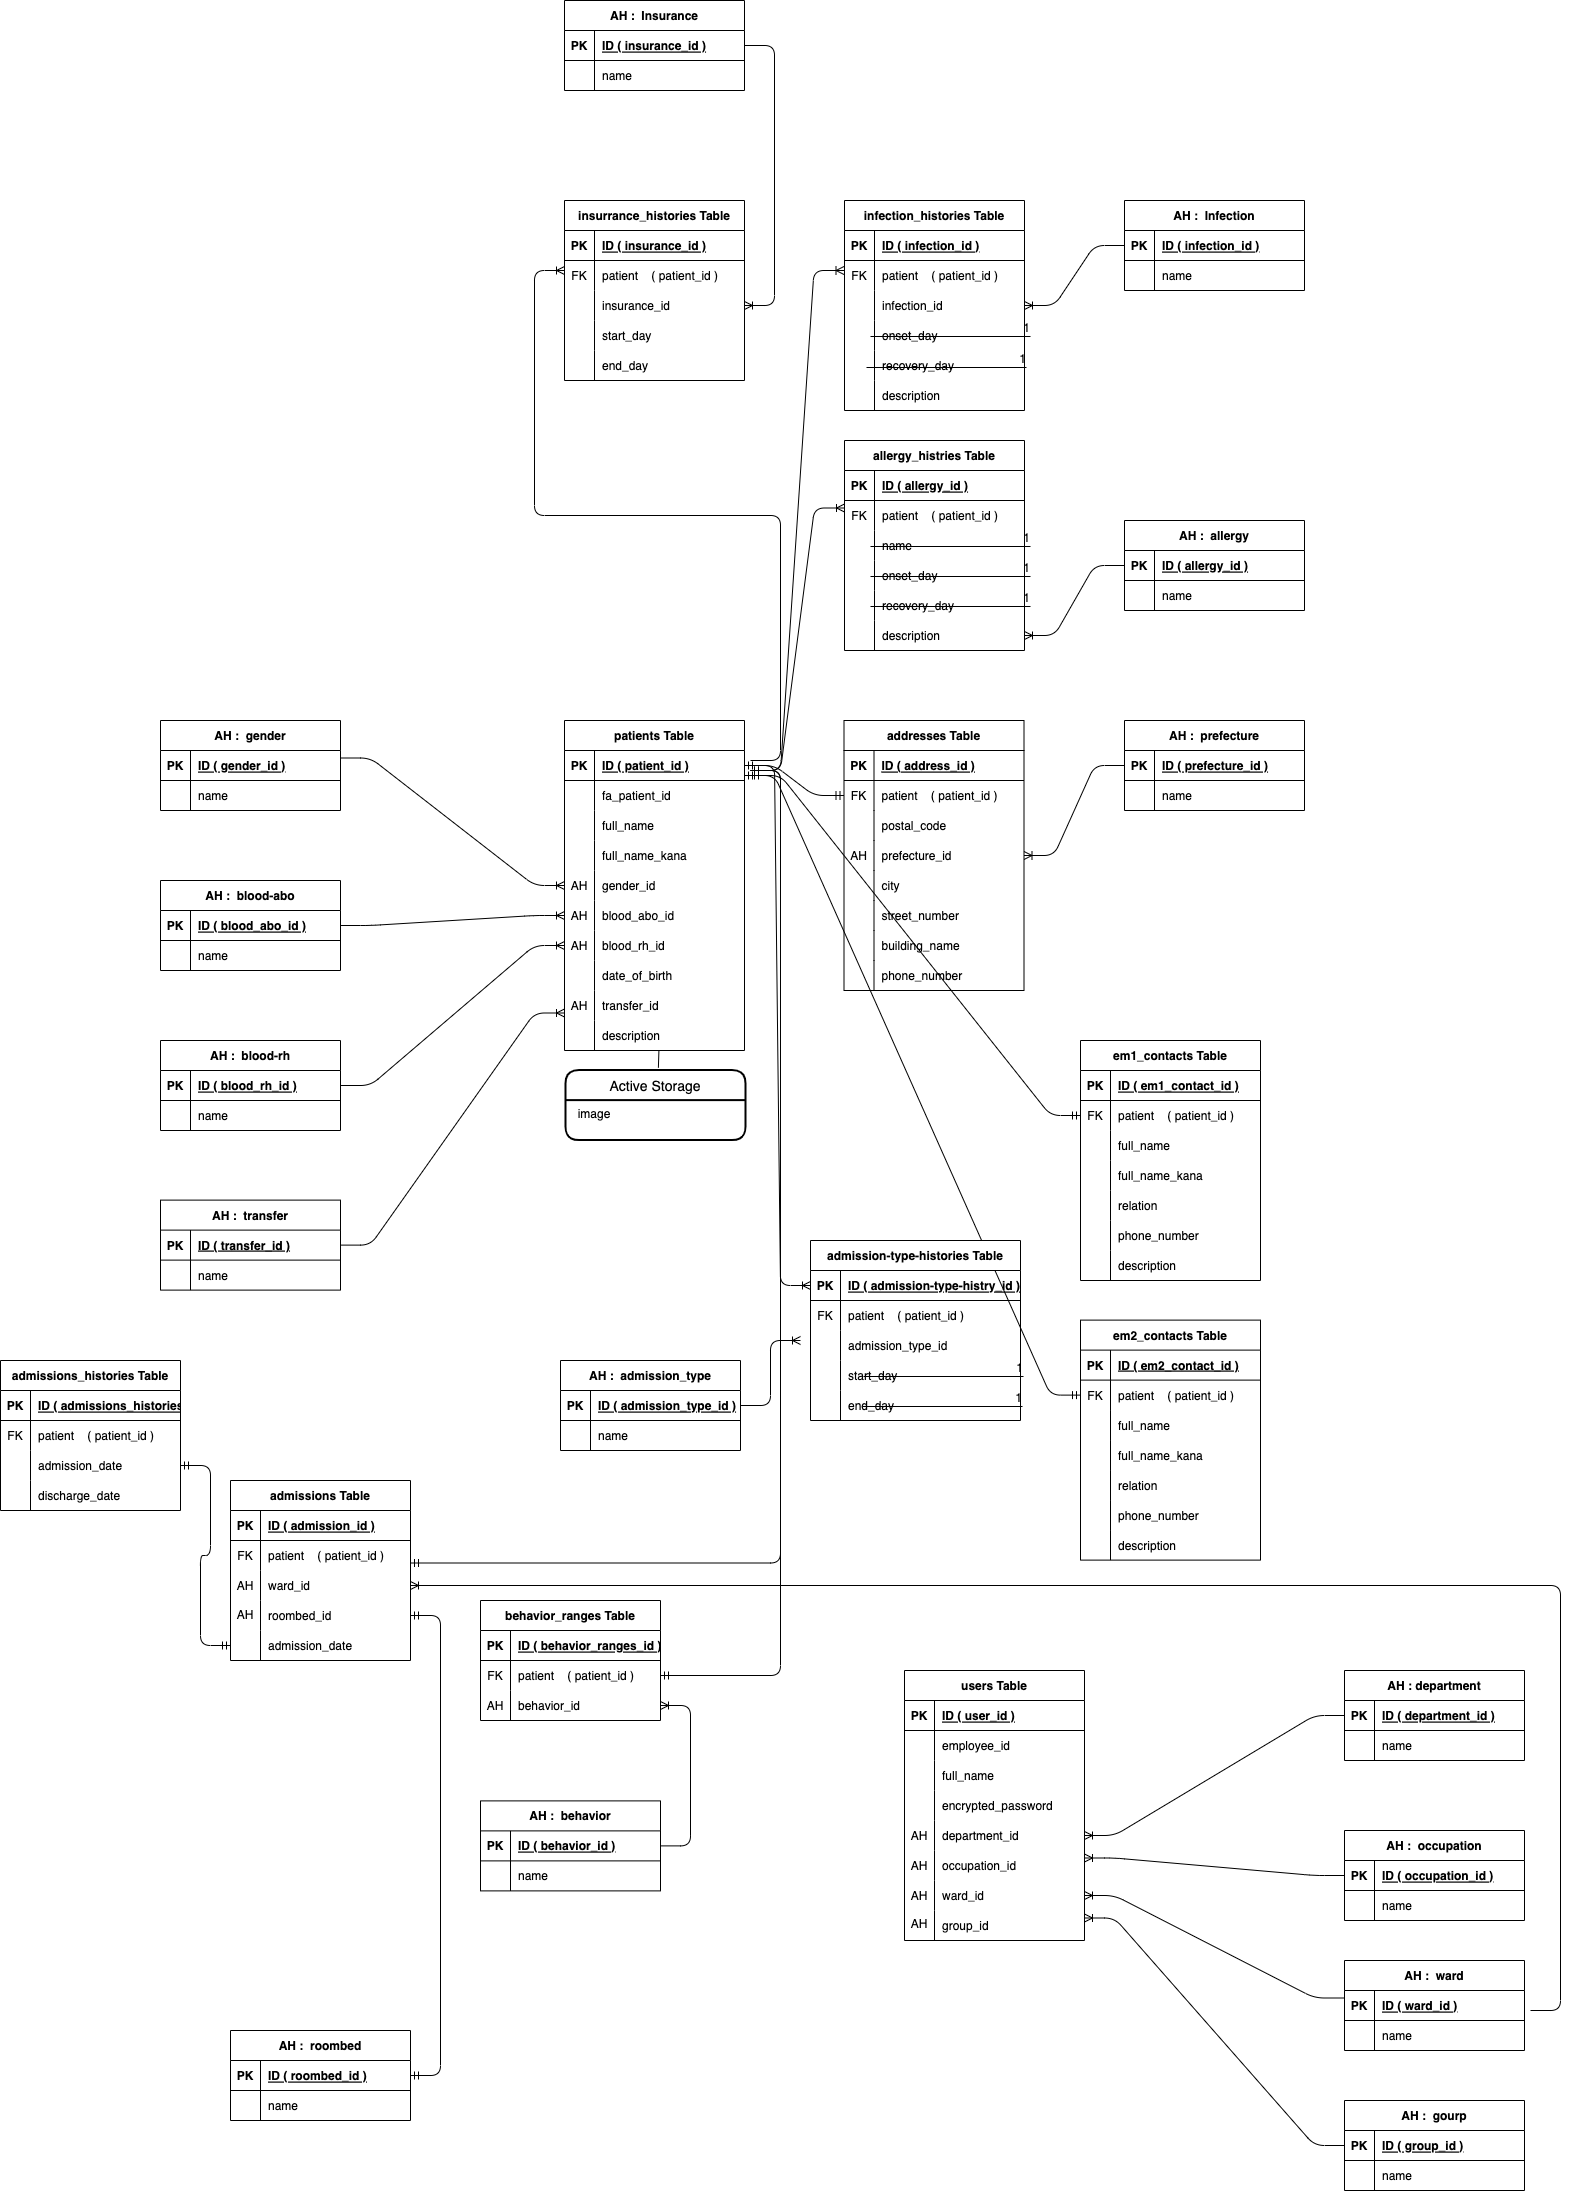 AH : Insurance
PK ID ( insurance_id )
name
insurrance_histories Table
PK ID ( insurance_id )
FK patient ( patient_id )
insurance_id
start_day
end_day
infection_histories Table
PK ID ( infection_id )
FK patient ( patient_id )
infection_id
onset_day 1
recovery_day 1
description
AH : Infection
PK ID ( infection_id )
name
allergy_histries Table
PK ID ( allergy_id )
FK patient ( patient_id )
name 1
onset_day 1
recovery_day 1
description
AH : allergy
PK ID ( allergy_id )
name
AH : gender
PK ID ( gender_id )
name
AH : blood-abo
PK ID ( blood_abo_id )
name
AH : blood-rh
PK ID ( blood_rh_id )
name
AH : transfer
PK ID ( transfer_id )
name
patients Table
PK ID ( patient_id )
fa_patient_id
full_name
full_name_kana
AH gender_id
AH blood_abo_id
AH blood_rh_id
date_of_birth
AH transfer_id
description
Active Storage
image
addresses Table
PK ID ( address_id )
FK patient ( patient_id )
postal_code
AH prefecture_id
city
street_number
building_name
phone_number
AH : prefecture
PK ID ( prefecture_id )
name
em1_contacts Table
PK ID ( em1_contact_id )
FK patient ( patient_id )
full_name
full_name_kana
relation
phone_number
description
admission-type-histories Table
PK ID ( admission-type-histry_id )
FK patient ( patient_id )
admission_type_id
start_day 1
end_day 1
em2_contacts Table
PK ID ( em2_contact_id )
FK patient ( patient_id )
full_name
full_name_kana
relation
phone_number
description
AH : admission_type
PK ID ( admission_type_id )
name
admissions_histories Table
PK ID ( admissions_histories
FK patient ( patient_id )
admission_date
discharge_date
admissions Table
PK ID ( admission_id )
FK patient ( patient_id )
AH ward_id
AH roombed_id
admission_date
behavior_ranges Table
PK ID ( behavior_ranges_id )
FK patient ( patient_id )
AH behavior_id
AH : behavior
PK ID ( behavior_id )
name
users Table
PK ID ( user_id )
employee_id
full_name
encrypted_password
AH department_id
AH occupation_id
AH ward_id
AH group_id
AH : department
PK ID ( department_id )
name
AH : occupation
PK ID ( occupation_id )
name
AH : ward
PK ID ( ward_id )
name
AH : roombed
PK ID ( roombed_id )
name
AH : gourp
PK ID ( group_id )
name